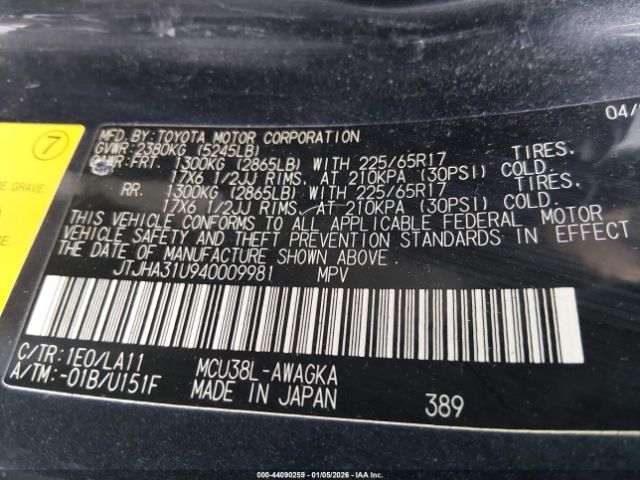 04/
MFD.BY:TOYOTA MOTOR CORPORATION
GVWR:2380KG (5245LB)
GAWR:FRT. 1300KG (2865LB) WITH 225/65R17 TIRES.
17X6 1/2JJ RIMS. AT 210KPA (30PSI) COLD.
RR. 1300KG (2865LB) WITH 225/65R17 TIRES.
17X6 1/2JJ RIMS. AT 210KPA (30PSI) COLD.
THIS VEHICLE CONFORMS TO ALL APPLICABLE FEDERAL MOTOR
VEHICLE SAFETY AND THEFT PREVENTION STANDARDS IN EFFECT
THE DATE OF MANUFACTURE SHOWN ABOVE.
JTJHA31U940009981 MPV
C/TR:1E0/LA11 MCU38L-AWAGKA
A/TM:-01B/U151F MADE IN JAPAN 389
7
E GRAVE:
000-44090259 - 01/05/2026 - IAA Inc.